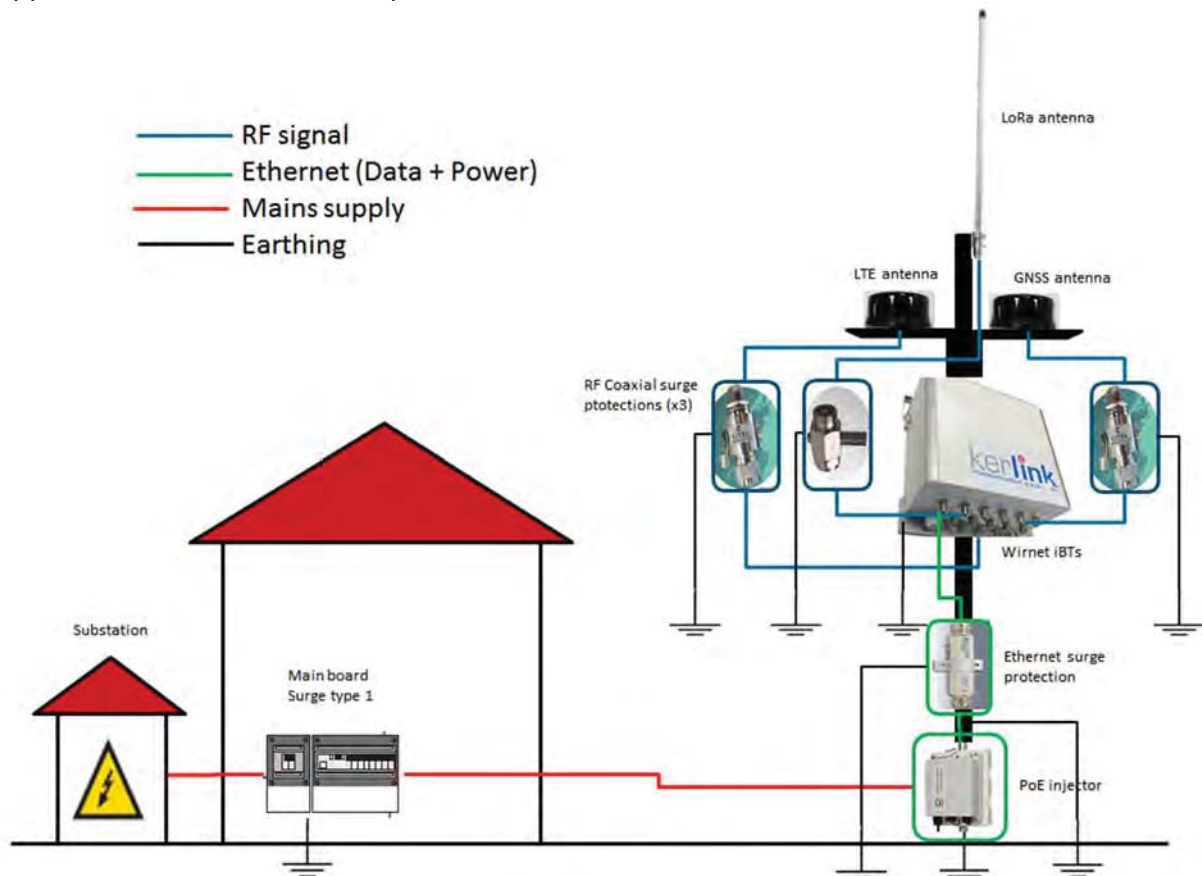 RF signal
Ethernet (Data + Power)
Mains supply
Earthing
LoRa antenna
LTE antenna
GNSS antenna
RF Coaxial surge
ptotections (x3)
kerlink
Wirnet iBTs
Substation
Main board
Surge type 1
Ethernet surge
protection
PoE injector